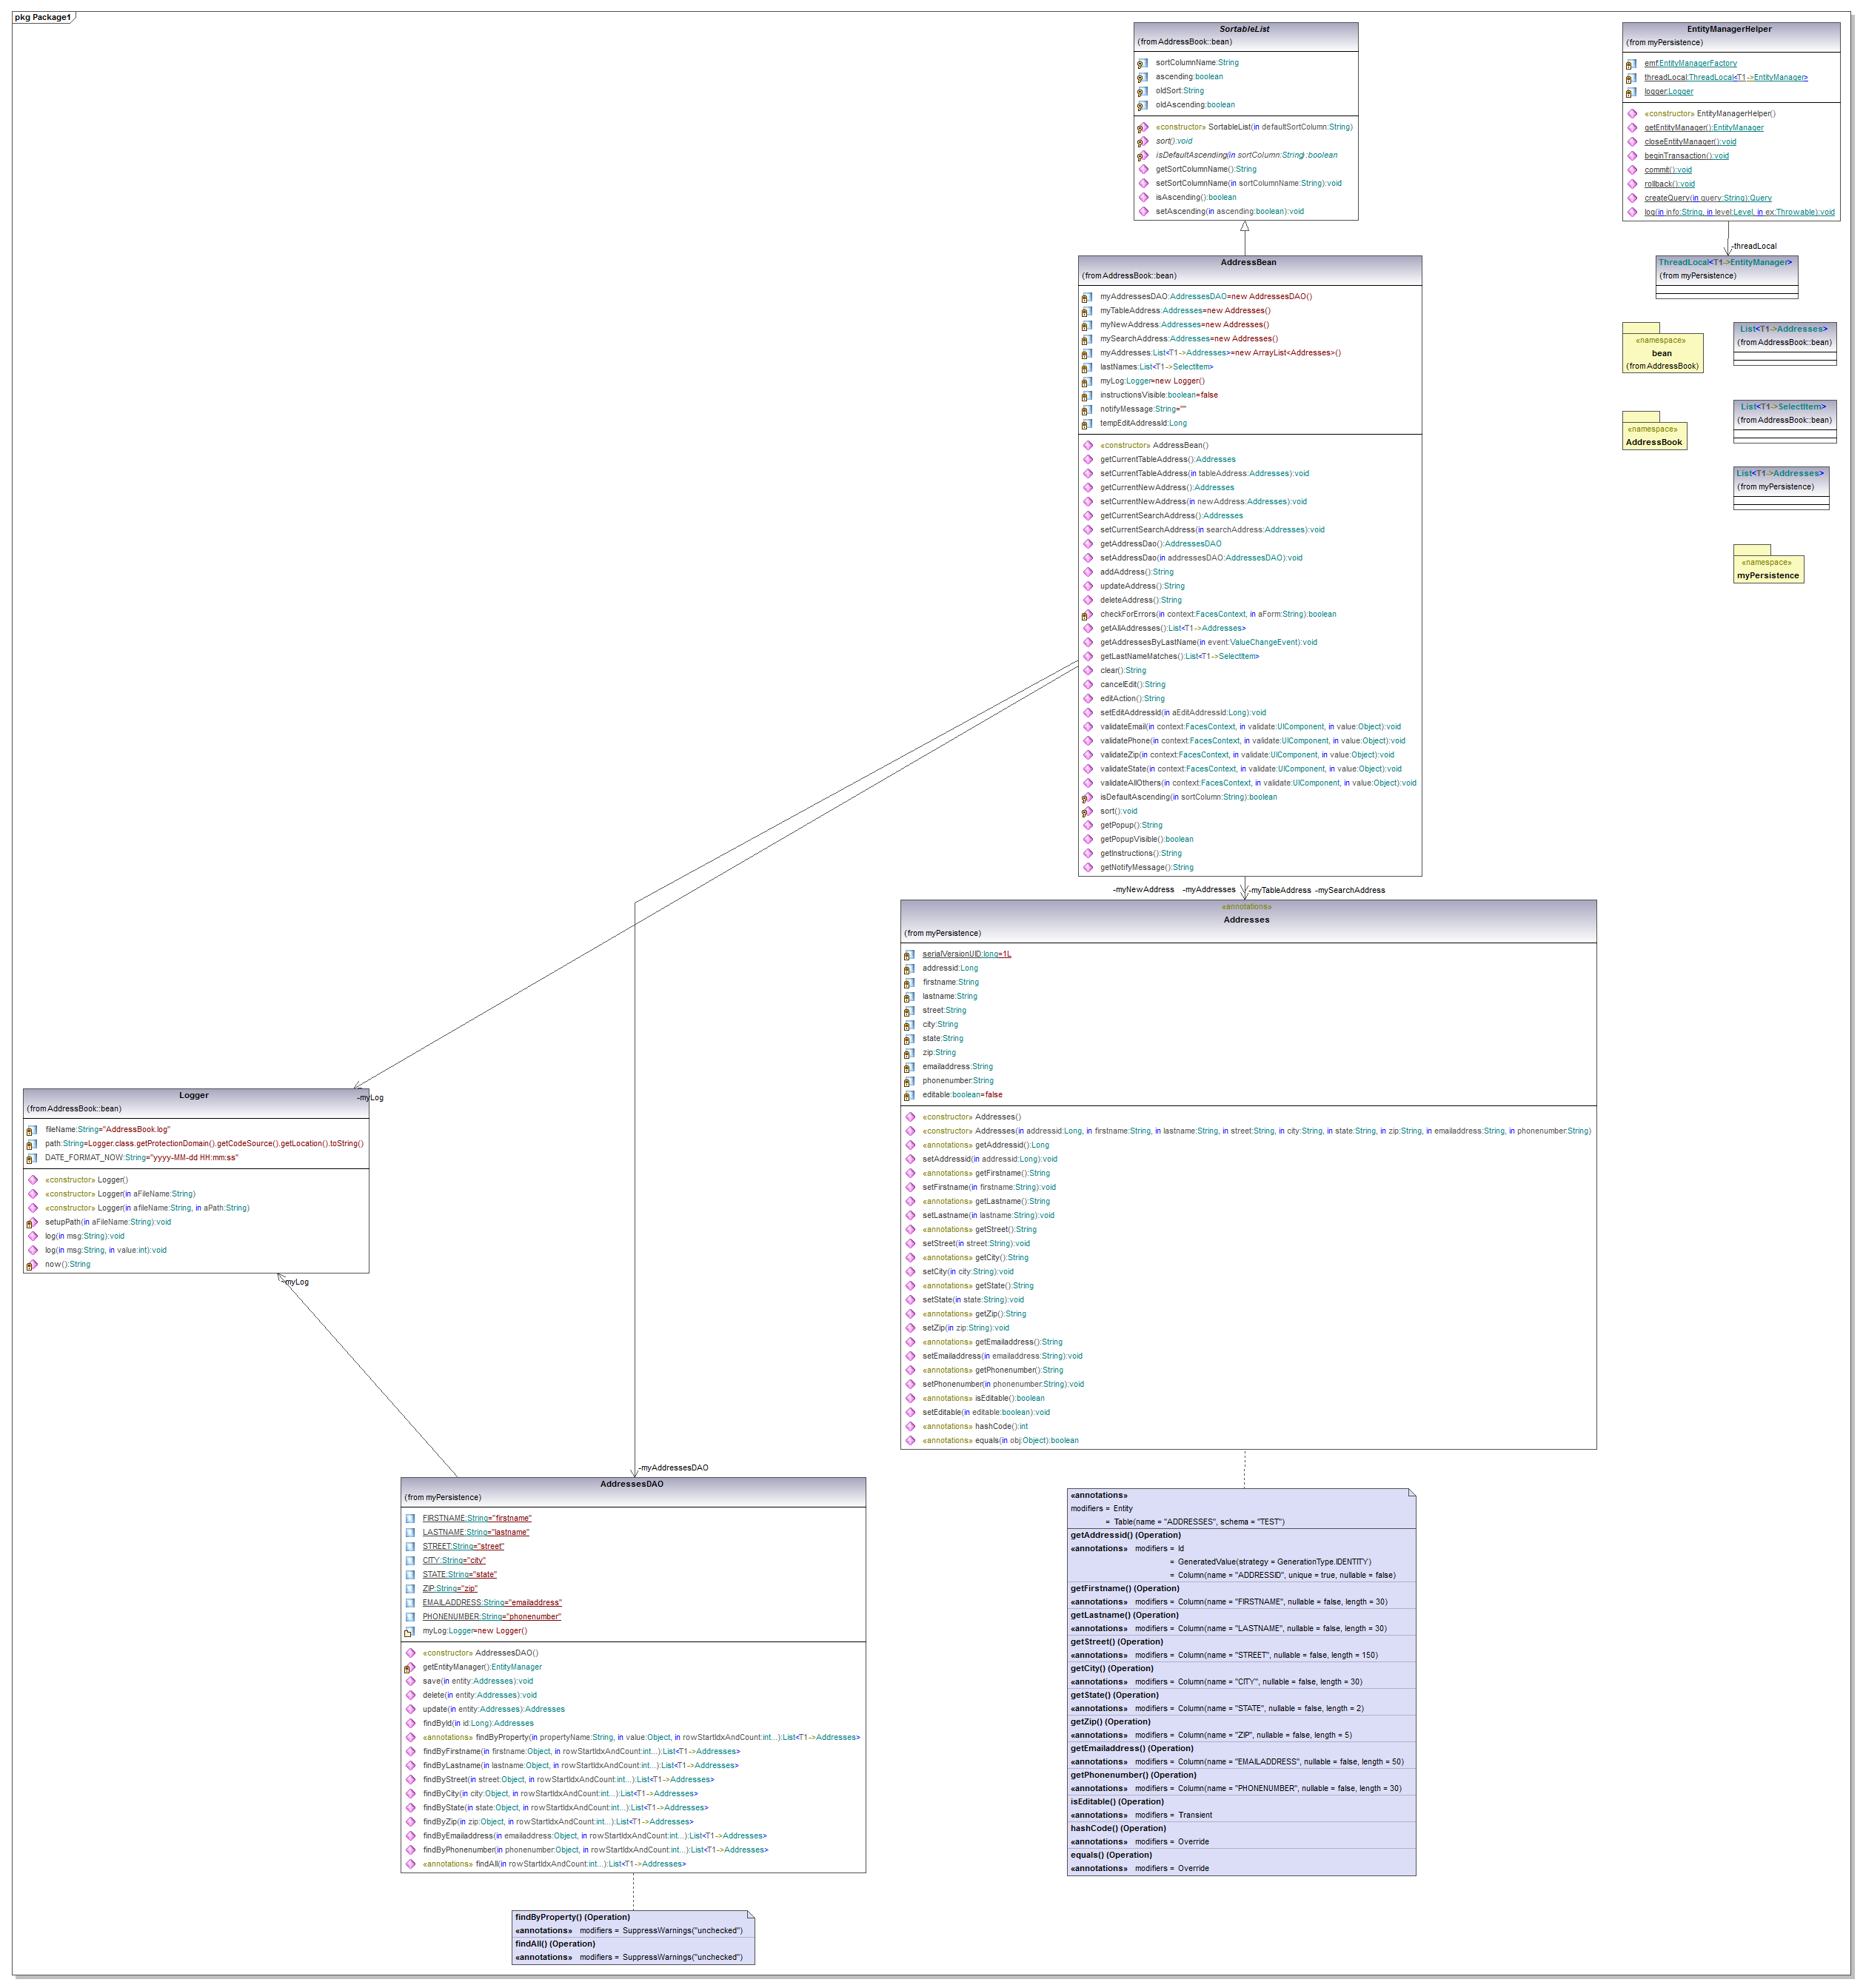 pkg Package1
SortableList
(from AddressBook::bean)
sortColumnName:String
ascending:boolean
oldSort:String
oldAscending:boolean
«constructor» SortableList(in defaultSortColumn:String)
sort():void
isDefaultAscending(in sortColumn:String):boolean
getSortColumnName():String
setSortColumnName(in sortColumnName:String):void
isAscending():boolean
setAscending(in ascending:boolean):void
EntityManagerHelper
(from myPersistence)
emf:EntityManagerFactory
threadLocal:ThreadLocal<T1->EntityManager>
logger:Logger
«constructor» EntityManagerHelper()
getEntityManager():EntityManager
closeEntityManager():void
beginTransaction():void
commit():void
rollback():void
createQuery(in query:String):Query
log(in info:String, in level:Level, in ex:Throwable):void
-threadLocal
ThreadLocal<T1->EntityManager>
(from myPersistence)
«namespace»
bean
(from AddressBook)
List<T1->Addresses>
(from AddressBook::bean)
«namespace»
AddressBook
List<T1->SelectItem>
(from AddressBook::bean)
List<T1->Addresses>
(from myPersistence)
«namespace»
myPersistence
AddressBean
(from AddressBook::bean)
myAddressesDAO:AddressesDAO=new AddressesDAO()
myTableAddress:Addresses=new Addresses()
myNewAddress:Addresses=new Addresses()
mySearchAddress:Addresses=new Addresses()
myAddresses:List<T1->Addresses>=new ArrayList<Addresses>()
lastNames:List<T1->SelectItem>
myLog:Logger=new Logger()
instructionsVisible:boolean=false
notifyMessage:String=""
tempEditAddressId:Long
«constructor» AddressBean()
getCurrentTableAddress():Addresses
setCurrentTableAddress(in tableAddress:Addresses):void
getCurrentNewAddress():Addresses
setCurrentNewAddress(in newAddress:Addresses):void
getCurrentSearchAddress():Addresses
setCurrentSearchAddress(in searchAddress:Addresses):void
getAddressDao():AddressesDAO
setAddressDao(in addressesDAO:AddressesDAO):void
addAddress():String
updateAddress():String
deleteAddress():String
checkForErrors(in context:FacesContext, in aForm:String):boolean
getAllAddresses():List<T1->Addresses>
getAddressesByLastName(in event:ValueChangeEvent):void
getLastNameMatches():List<T1->SelectItem>
clear():String
cancelEdit():String
editAction():String
setEditAddressId(in aEditAddressId:Long):void
validateEmail(in context:FacesContext, in validate:UIComponent, in value:Object):void
validatePhone(in context:FacesContext, in validate:UIComponent, in value:Object):void
validateZip(in context:FacesContext, in validate:UIComponent, in value:Object):void
validateState(in context:FacesContext, in validate:UIComponent, in value:Object):void
validateAllOthers(in context:FacesContext, in validate:UIComponent, in value:Object):void
isDefaultAscending(in sortColumn:String):boolean
sort():void
getPopup():String
getPopupVisible():boolean
getInstructions():String
getNotifyMessage():String
-myNewAddress -myAddresses -myTableAddress -mySearchAddress
«annotations»
Addresses
(from myPersistence)
serialVersionUID:long=1L
addressid:Long
firstname:String
lastname:String
street:String
city:String
state:String
zip:String
emailaddress:String
phonenumber:String
editable:boolean=false
«constructor» Addresses()
«constructor» Addresses(in addressid:Long, in firstname:String, in lastname:String, in street:String, in city:String, in state:String, in zip:String, in emailaddress:String, in phonenumber:String)
«annotations» getAddressid():Long
setAddressid(in addressid:Long):void
«annotations» getFirstname():String
setFirstname(in firstname:String):void
«annotations» getLastname():String
setLastname(in lastname:String):void
«annotations» getStreet():String
setStreet(in street:String):void
«annotations» getCity():String
setCity(in city:String):void
«annotations» getState():String
setState(in state:String):void
«annotations» getZip():String
setZip(in zip:String):void
«annotations» getEmailaddress():String
setEmailaddress(in emailaddress:String):void
«annotations» getPhonenumber():String
setPhonenumber(in phonenumber:String):void
«annotations» isEditable():boolean
setEditable(in editable:boolean):void
«annotations» hashCode():int
«annotations» equals(in obj:Object):boolean
-myLog
Logger
(from AddressBook::bean)
fileName:String="AddressBook.log"
path:String=Logger.class.getProtectionDomain().getCodeSource().getLocation().toString()
DATE_FORMAT_NOW:String="yyyy-MM-dd HH:mm:ss"
«constructor» Logger()
«constructor» Logger(in aFileName:String)
«constructor» Logger(in afileName:String, in aPath:String)
setupPath(in aFileName:String):void
log(in msg:String):void
log(in msg:String, in value:int):void
now():String
-myLog
-myAddressesDAO
AddressesDAO
(from myPersistence)
FIRSTNAME:String="firstname"
LASTNAME:String="lastname"
STREET:String="street"
CITY:String="city"
STATE:String="state"
ZIP:String="zip"
EMAILADDRESS:String="emailaddress"
PHONENUMBER:String="phonenumber"
myLog:Logger=new Logger()
«constructor» AddressesDAO()
getEntityManager():EntityManager
save(in entity:Addresses):void
delete(in entity:Addresses):void
update(in entity:Addresses):Addresses
findById(in id:Long):Addresses
«annotations» findByProperty(in propertyName:String, in value:Object, in rowStartIdxAndCount:int...):List<T1->Addresses>
findByFirstname(in firstname:Object, in rowStartIdxAndCount:int...):List<T1->Addresses>
findByLastname(in lastname:Object, in rowStartIdxAndCount:int...):List<T1->Addresses>
findByStreet(in street:Object, in rowStartIdxAndCount:int...):List<T1->Addresses>
findByCity(in city:Object, in rowStartIdxAndCount:int...):List<T1->Addresses>
findByState(in state:Object, in rowStartIdxAndCount:int...):List<T1->Addresses>
findByZip(in zip:Object, in rowStartIdxAndCount:int...):List<T1->Addresses>
findByEmailaddress(in emailaddress:Object, in rowStartIdxAndCount:int...):List<T1->Addresses>
findByPhonenumber(in phonenumber:Object, in rowStartIdxAndCount:int...):List<T1->Addresses>
«annotations» findAll(in rowStartIdxAndCount:int...):List<T1->Addresses>
findByProperty() (Operation)
«annotations» modifiers = SuppressWarnings("unchecked")
findAll() (Operation)
«annotations» modifiers = SuppressWarnings("unchecked")
«annotations»
modifiers = Entity
= Table(name = "ADDRESSES", schema = "TEST")
getAddressid() (Operation)
«annotations» modifiers = Id
= GeneratedValue(strategy = GenerationType.IDENTITY)
= Column(name = "ADDRESSID", unique = true, nullable = false)
getFirstname() (Operation)
«annotations» modifiers = Column(name = "FIRSTNAME", nullable = false, length = 30)
getLastname() (Operation)
«annotations» modifiers = Column(name = "LASTNAME", nullable = false, length = 30)
getStreet() (Operation)
«annotations» modifiers = Column(name = "STREET", nullable = false, length = 150)
getCity() (Operation)
«annotations» modifiers = Column(name = "CITY", nullable = false, length = 30)
getState() (Operation)
«annotations» modifiers = Column(name = "STATE", nullable = false, length = 2)
getZip() (Operation)
«annotations» modifiers = Column(name = "ZIP", nullable = false, length = 5)
getEmailaddress() (Operation)
«annotations» modifiers = Column(name = "EMAILADDRESS", nullable = false, length = 50)
getPhonenumber() (Operation)
«annotations» modifiers = Column(name = "PHONENUMBER", nullable = false, length = 30)
isEditable() (Operation)
«annotations» modifiers = Transient
hashCode() (Operation)
«annotations» modifiers = Override
equals() (Operation)
«annotations» modifiers = Override